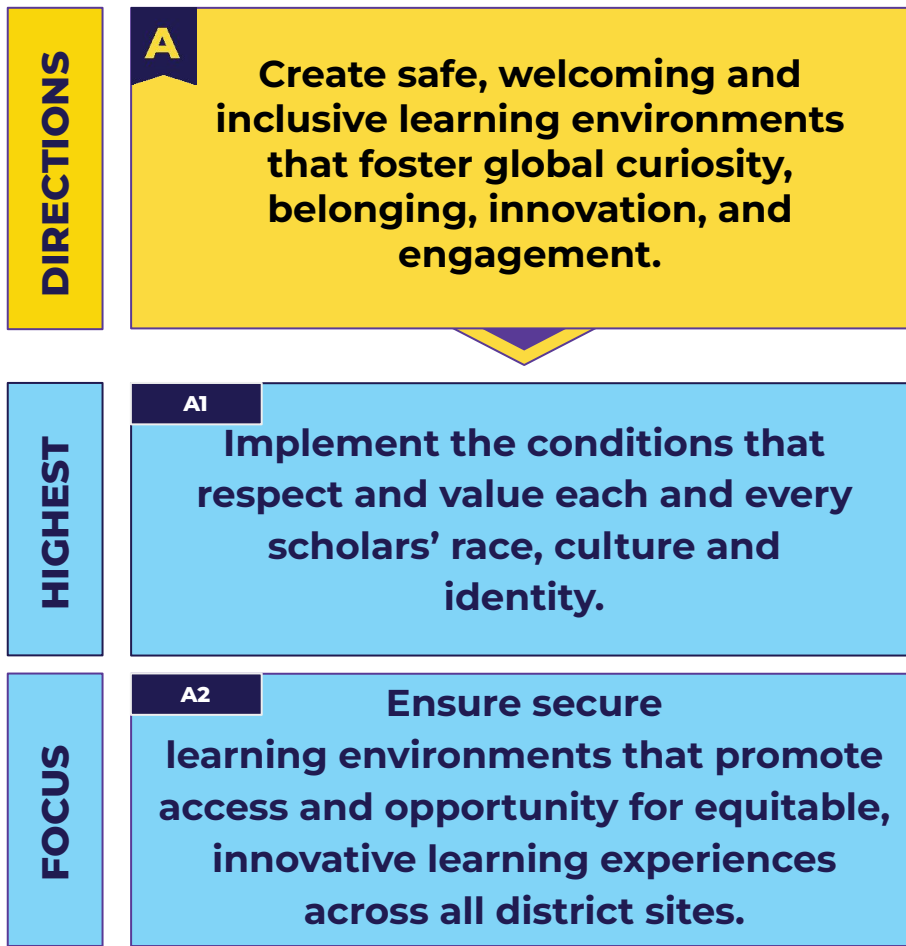 DIRECTIONS
A
Create safe, welcoming and
inclusive learning environments
that foster global curiosity,
belonging, innovation, and
engagement.
HIGHEST
A1
Implement the conditions that
respect and value each and every
scholars’ race, culture and
identity.
FOCUS
A2
Ensure secure
learning environments that promote
access and opportunity for equitable,
innovative learning experiences
across all district sites.